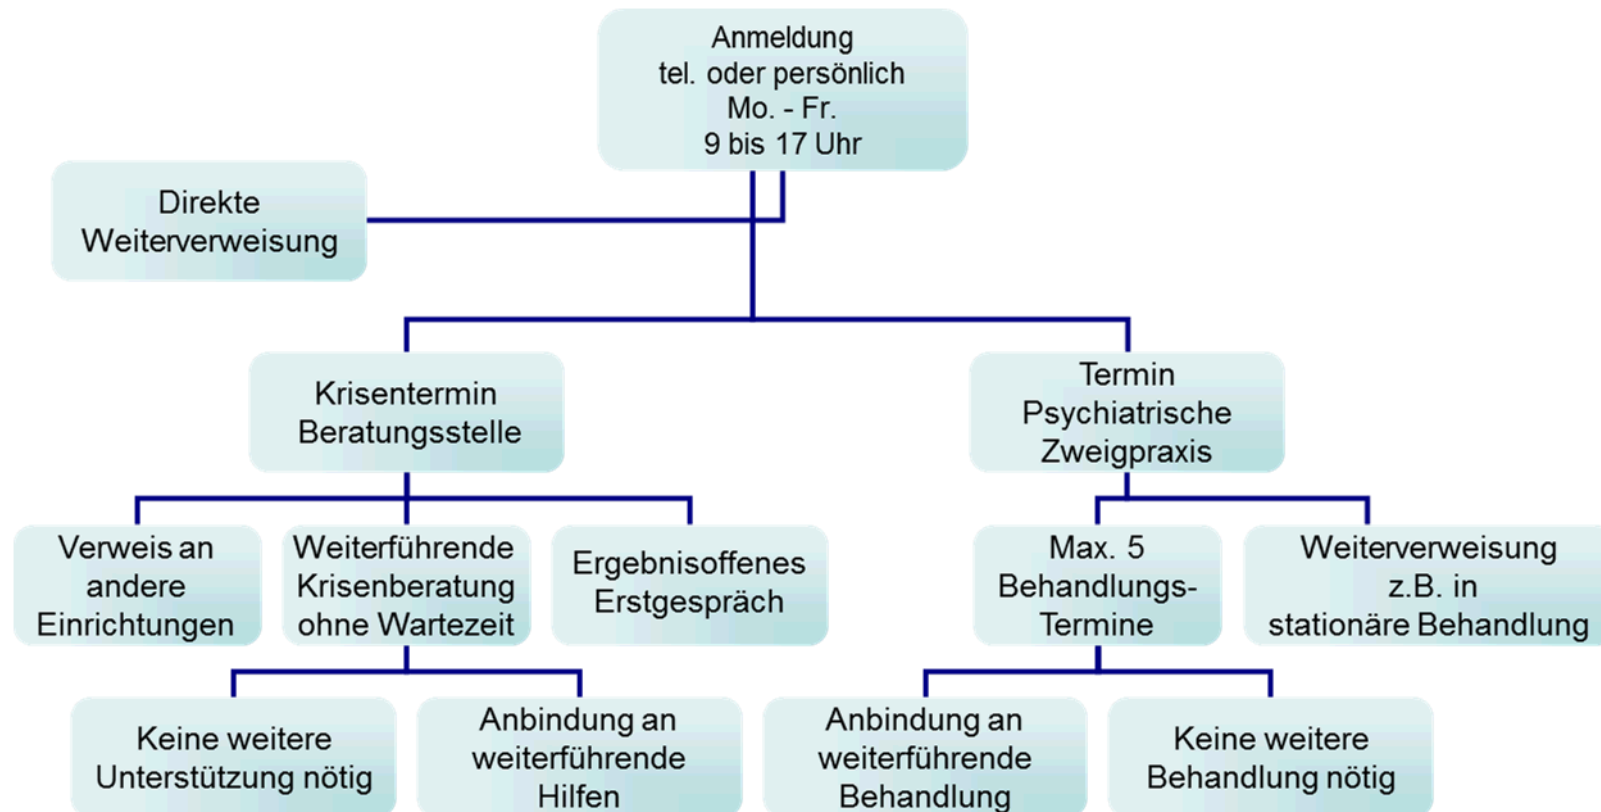 Anmeldung
tel. oder persönlich
Mo. - Fr.
9 bis 17 Uhr
Direkte
Weiterverweisung
Krisentermin
Beratungsstelle
Termin
Psychiatrische
Zweigpraxis
Verweis an
andere
Einrichtungen
Weiterführende
Krisenberatung
ohne Wartezeit
Ergebnisoffenes
Erstgespräch
Max. 5
Behandlungs-
Termine
Weiterverweisung
z.B. in
stationäre Behandlung
Keine weitere
Unterstützung nötig
Anbindung an
weiterführende
Hilfen
Anbindung an
weiterführende
Behandlung
Keine weitere
Behandlung nötig